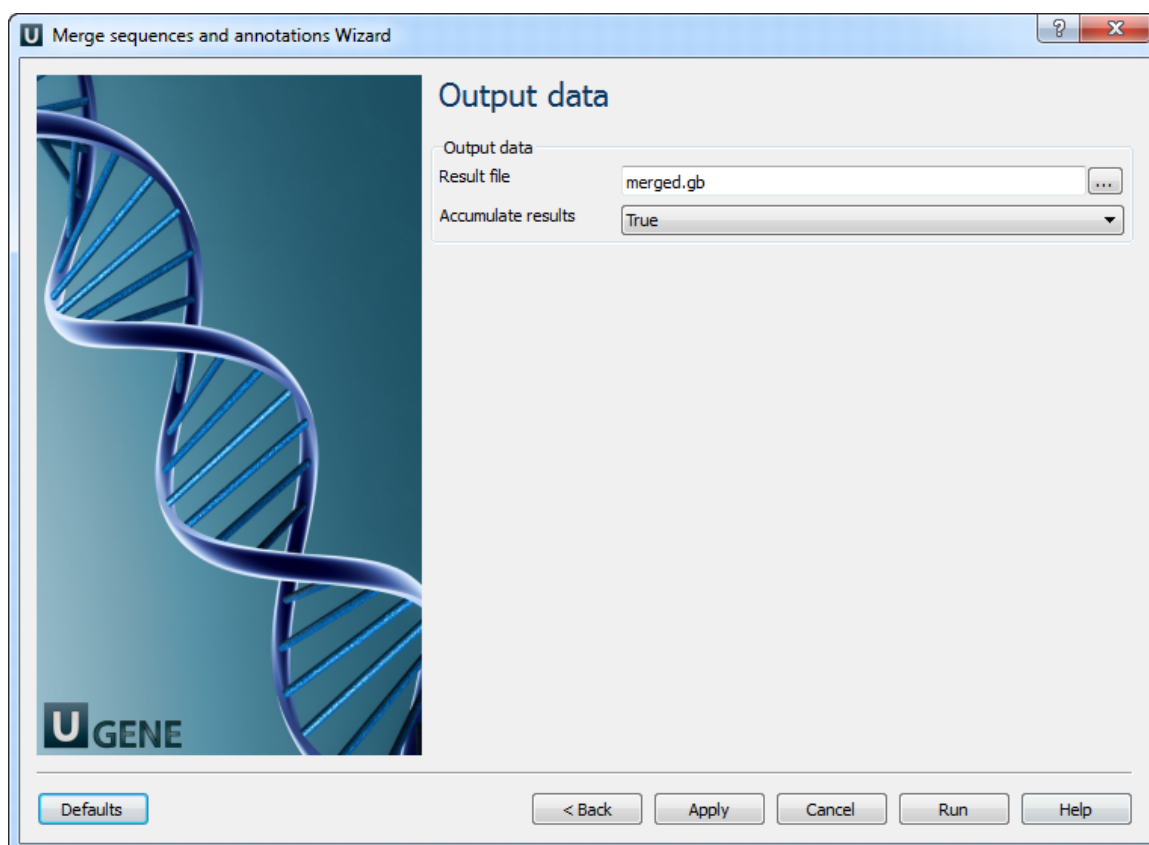 U Merge sequences and annotations Wizard ?
Output data
Output data
Result file merged.gb ...
Accumulate results True
U GENE
Defaults < Back Apply Cancel Run Help